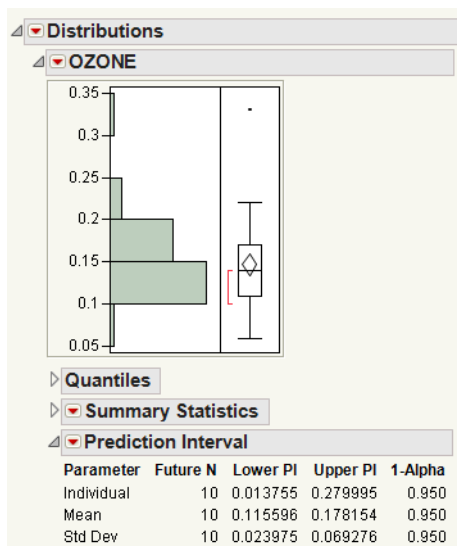 Distributions
OZONE
0.35
0.3
0.25
0.2
0.15
0.1
0.05
Quantiles
Summary Statistics
Prediction Interval
Parameter Future N Lower PI Upper PI 1-Alpha
Individual 10 0.013755 0.279995 0.950
Mean 10 0.115596 0.178154 0.950
Std Dev 10 0.023975 0.069276 0.950